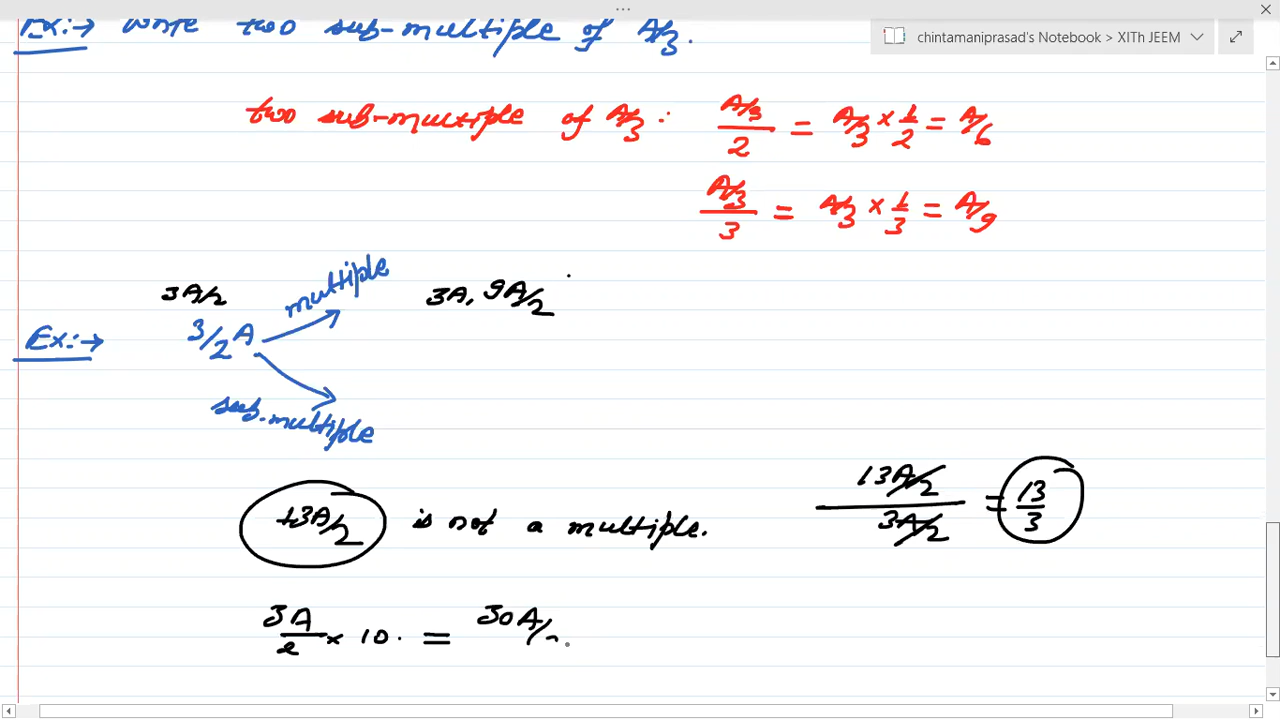 Ex:→ Write two sub-multiple of A/3.
chintamaniprasad's Notebook > XITh JEEM
two sub-multiple of A/3 : (A/3)/2 = A/3 × 1/2 = A/6
(A/3)/3 = A/3 × 1/3 = A/9
3A/2 multiple 3A, 9A/2
Ex:→ 3/2 A
sub-multiple
13A/2 is not a multiple. (13A/2)/(3A/2) = 13/3
3A/2 × 10. = 30A/2